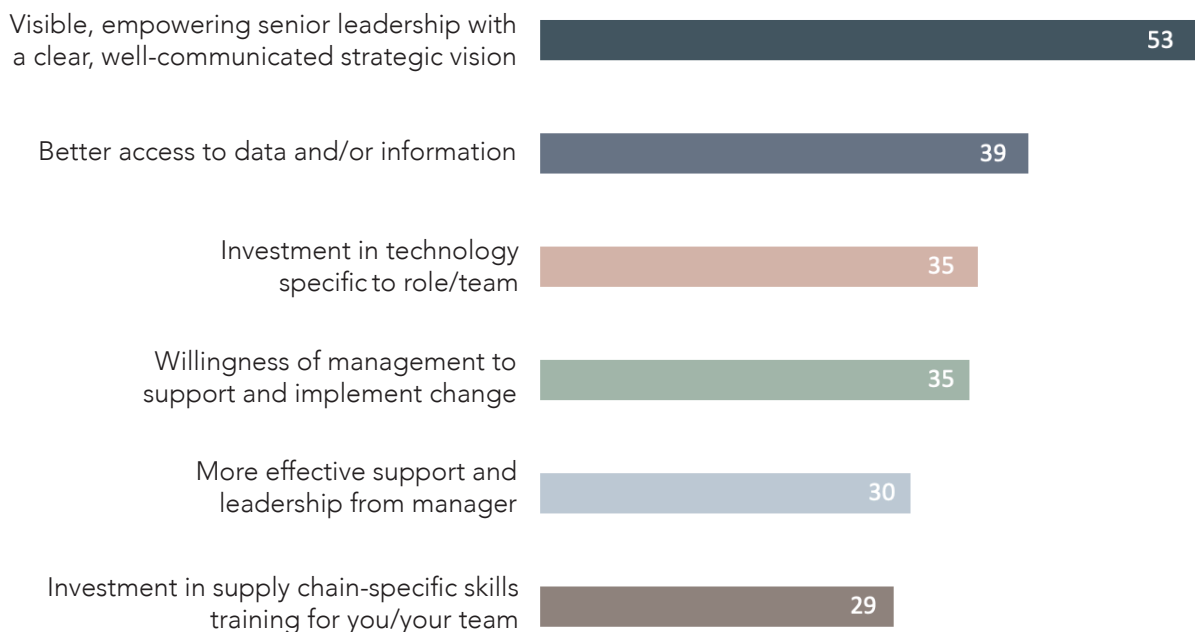 Visible, empowering senior leadership with
a clear, well-communicated strategic vision
53
Better access to data and/or information
39
Investment in technology
specific to role/team
35
Willingness of management to
support and implement change
35
More effective support and
leadership from manager
30
Investment in supply chain-specific skills
training for you/your team
29